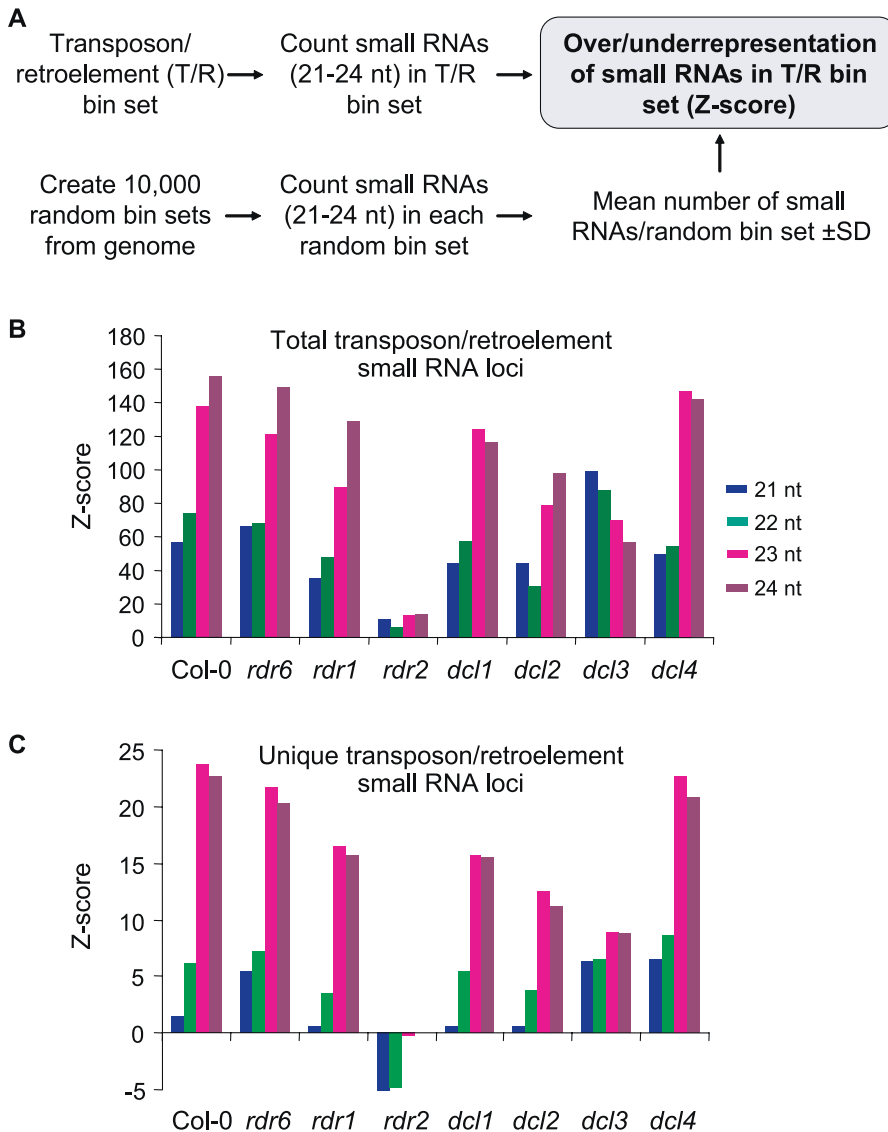 A
Transposon/
retroelement (T/R)
bin set
Count small RNAs
(21-24 nt) in T/R
bin set
Over/underrepresentation
of small RNAs in T/R bin
set (Z-score)
Create 10,000
random bin sets
from genome
Count small RNAs
(21-24 nt) in each
random bin set
Mean number of small
RNAs/random bin set ±SD
B
Total transposon/retroelement
small RNA loci
Z-score
180
160
140
120
100
80
60
40
20
0
Col-0 rdr6 rdr1 rdr2 dcl1 dcl2 dcl3 dcl4
21 nt
22 nt
23 nt
24 nt
C
Unique transposon/retroelement
small RNA loci
Z-score
25
20
15
10
5
0
-5
Col-0 rdr6 rdr1 rdr2 dcl1 dcl2 dcl3 dcl4